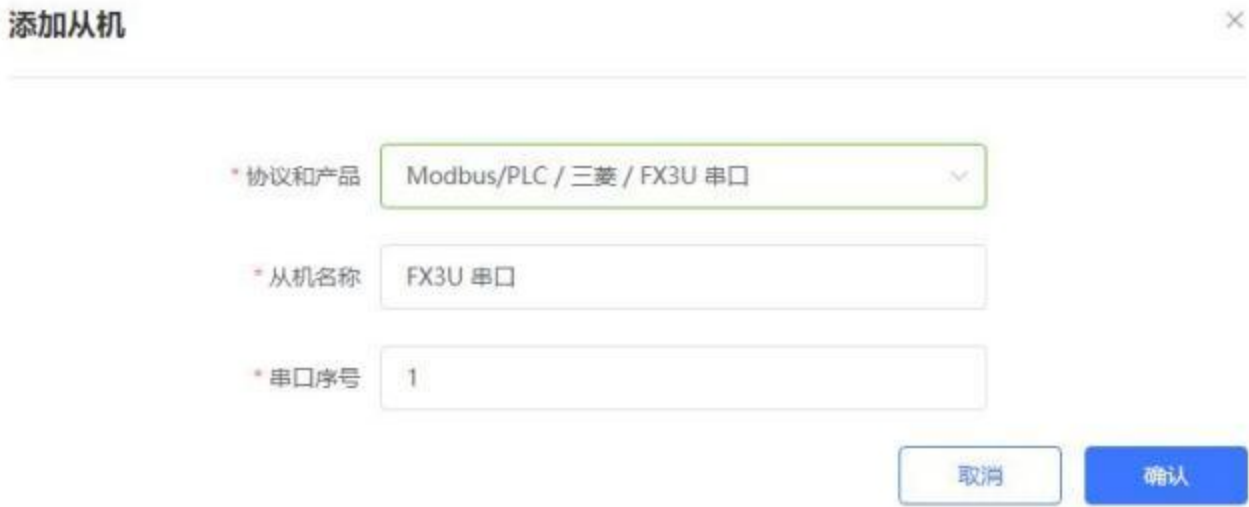 添加从机
* 协议和产品 Modbus/PLC / 三菱 / FX3U 串口
* 从机名称 FX3U 串口
* 串口序号 1
取消 确认